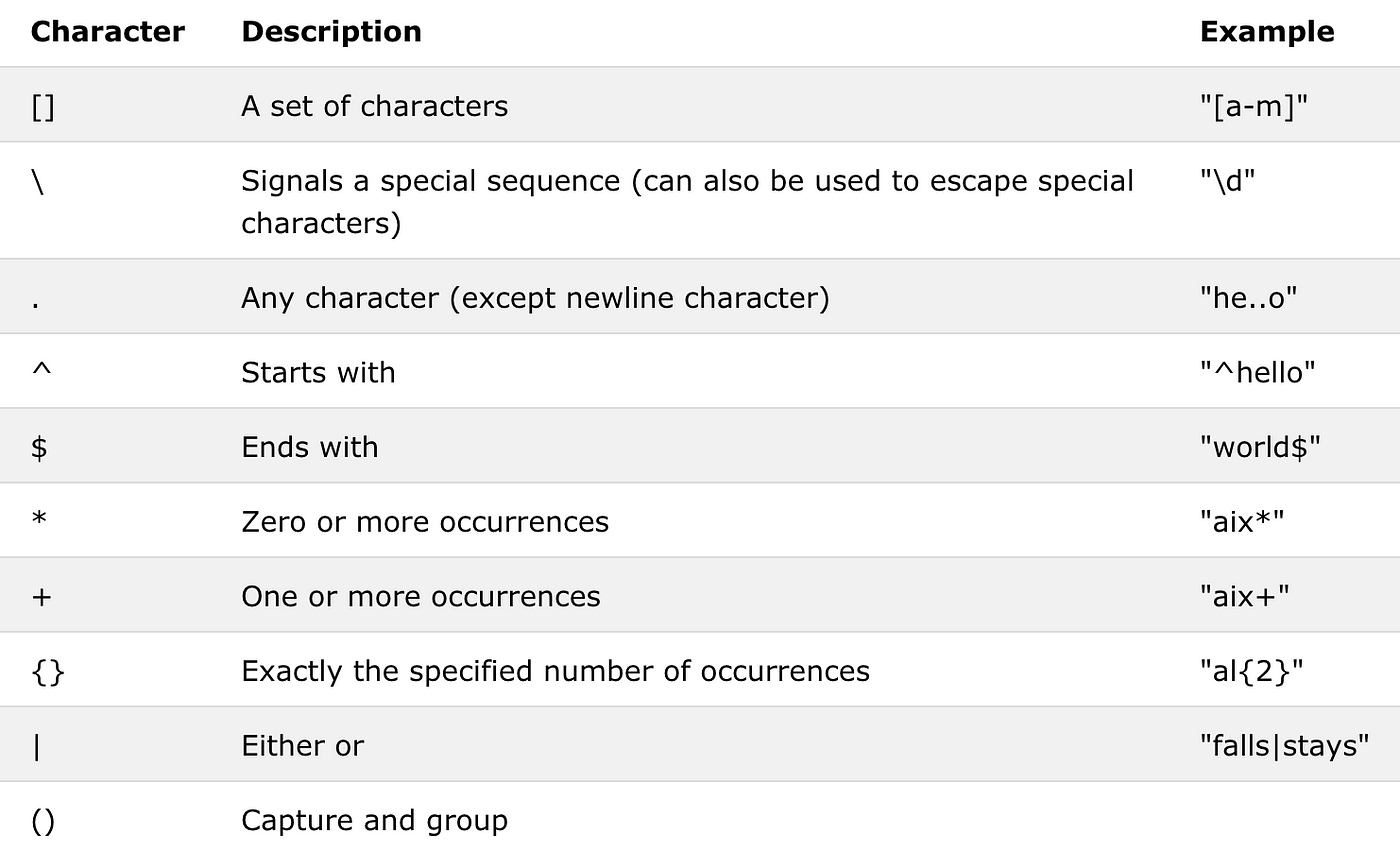 Character Description Example
[] A set of characters "[a-m]"
\ Signals a special sequence (can also be used to escape special "\d"
characters)
. Any character (except newline character) "he..o"
^ Starts with "^hello"
$ Ends with "world$"
* Zero or more occurrences "aix*"
+ One or more occurrences "aix+"
{} Exactly the specified number of occurrences "al{2}"
| Either or "falls|stays"
() Capture and group